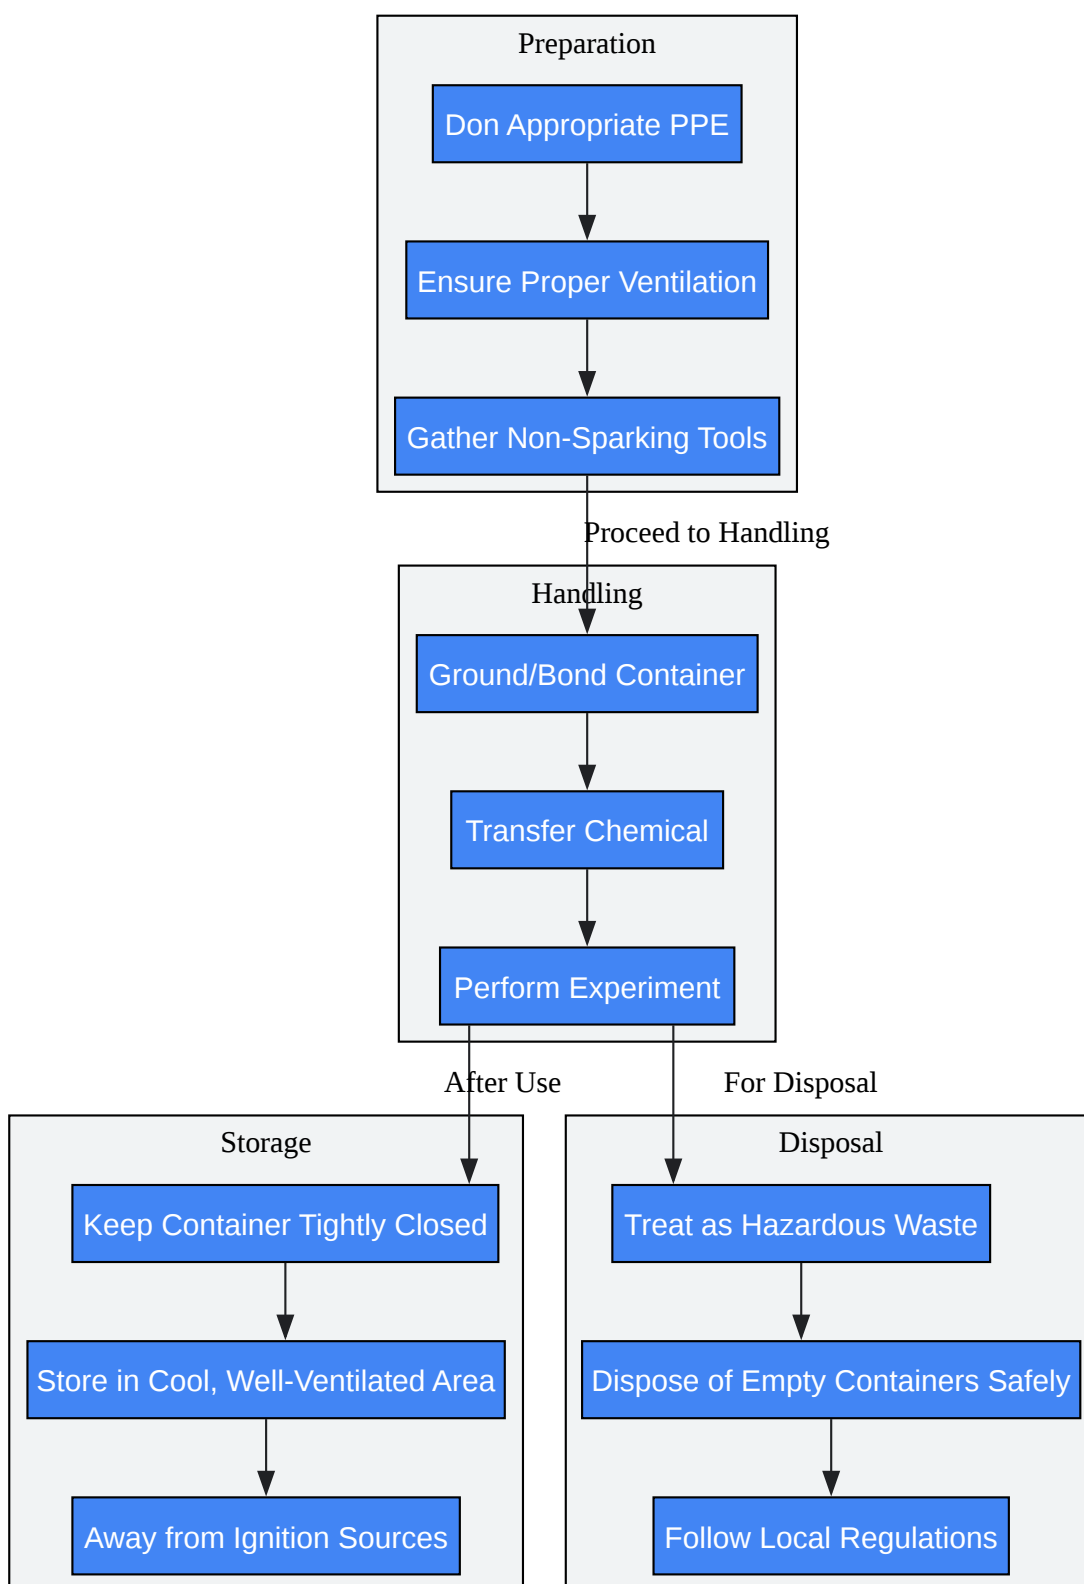 Preparation
Don Appropriate PPE
Ensure Proper Ventilation
Gather Non-Sparking Tools
Proceed to Handling
Handling
Ground/Bond Container
Transfer Chemical
Perform Experiment
After Use
For Disposal
Storage
Keep Container Tightly Closed
Store in Cool, Well-Ventilated Area
Away from Ignition Sources
Disposal
Treat as Hazardous Waste
Dispose of Empty Containers Safely
Follow Local Regulations